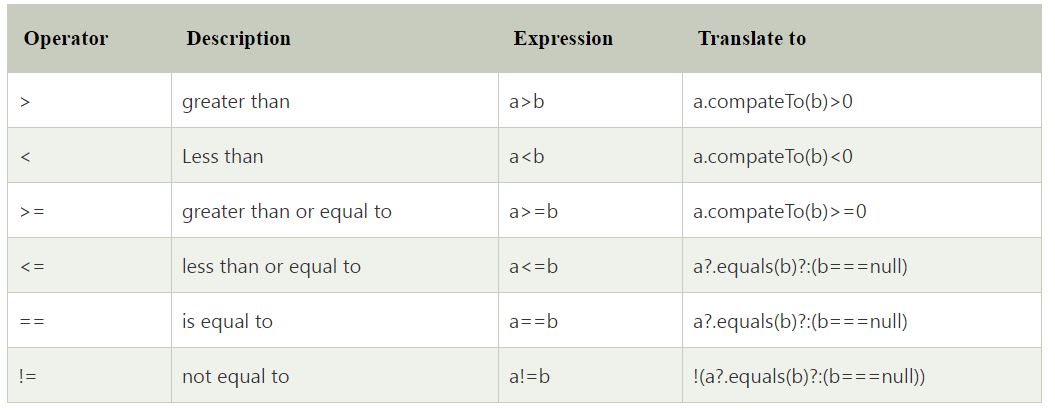 Operator Description Expression Translate to
> greater than a>b a.compateTo(b)>0
< Less than a<b a.compateTo(b)<0
>= greater than or equal to a>=b a.compateTo(b)>=0
<= less than or equal to a<=b a?.equals(b)?:(b===null)
== is equal to a==b a?.equals(b)?:(b===null)
!= not equal to a!=b !(a?.equals(b)?:(b===null))